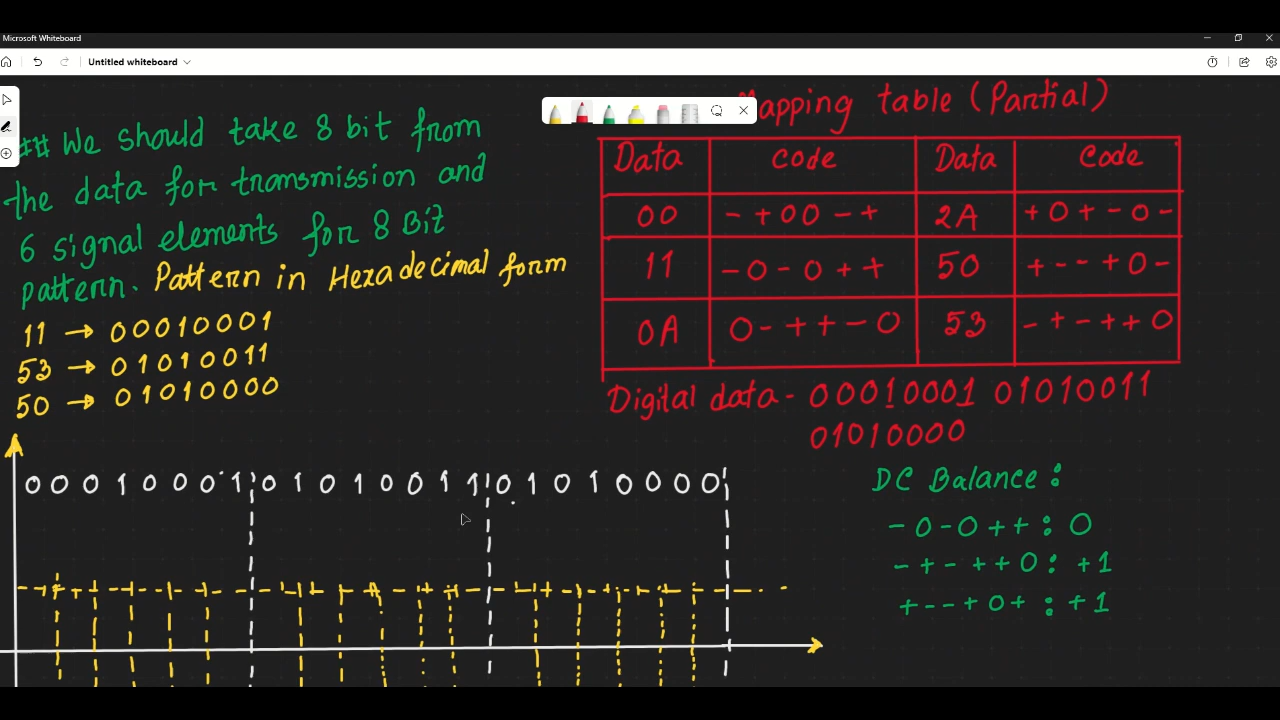 Microsoft Whiteboard
Untitled whiteboard
## We should take 8 bit from
the data for transmission and
6 signal elements for 8 Bit
pattern. Pattern in Hexadecimal form
11 → 00010001
53 → 01010011
50 → 01010000
Mapping table (Partial)
Data Code Data Code
00 -+00-+ 2A +0+-0-
11 -0-0++ 50 +--+0-
0A 0-++-0 53 -+-++0
Digital data - 00010001 01010011
01010000
0 0 0 1 0 0 0 1 0 1 0 1 0 0 1 1 0 1 0 1 0 0 0 0
DC Balance:
-0-0++: 0
-+-++0: +1
+--+0+: +1